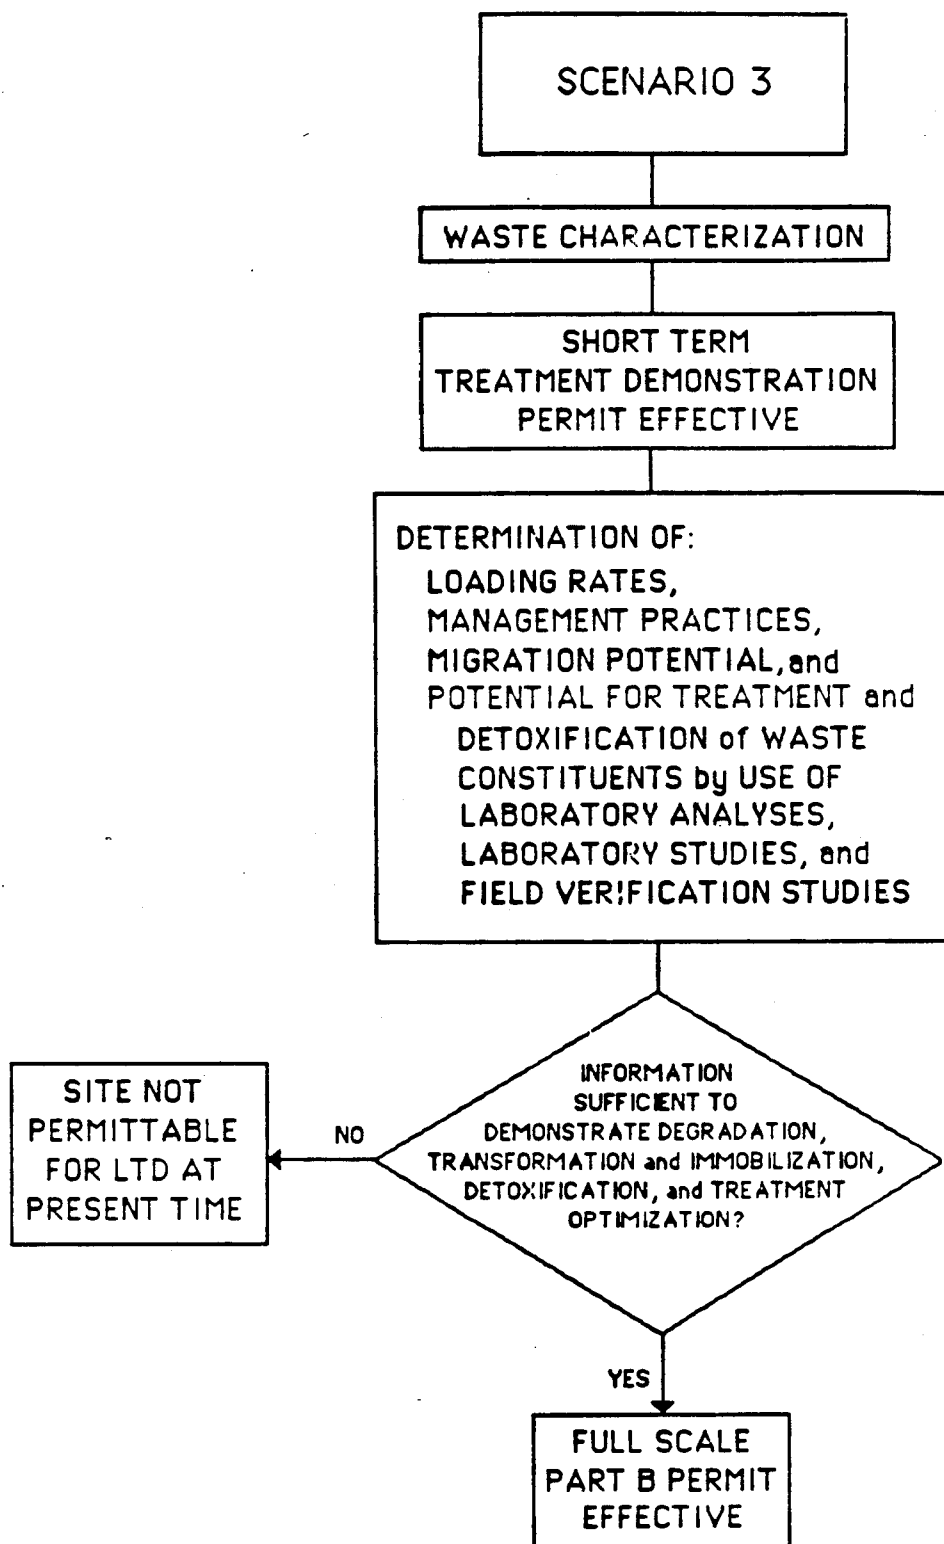 SCENARIO 3
WASTE CHARACTERIZATION
SHORT TERM
TREATMENT DEMONSTRATION
PERMIT EFFECTIVE
DETERMINATION OF:
LOADING RATES,
MANAGEMENT PRACTICES,
MIGRATION POTENTIAL, and
POTENTIAL FOR TREATMENT and
DETOXIFICATION of WASTE
CONSTITUENTS by USE OF
LABORATORY ANALYSES,
LABORATORY STUDIES, and
FIELD VERIFICATION STUDIES
INFORMATION
SUFFICIENT TO
DEMONSTRATE DEGRADATION,
TRANSFORMATION and IMMOBILIZATION,
DETOXIFICATION, and TREATMENT
OPTIMIZATION?
NO
SITE NOT
PERMITTABLE
FOR LTD AT
PRESENT TIME
YES
FULL SCALE
PART B PERMIT
EFFECTIVE